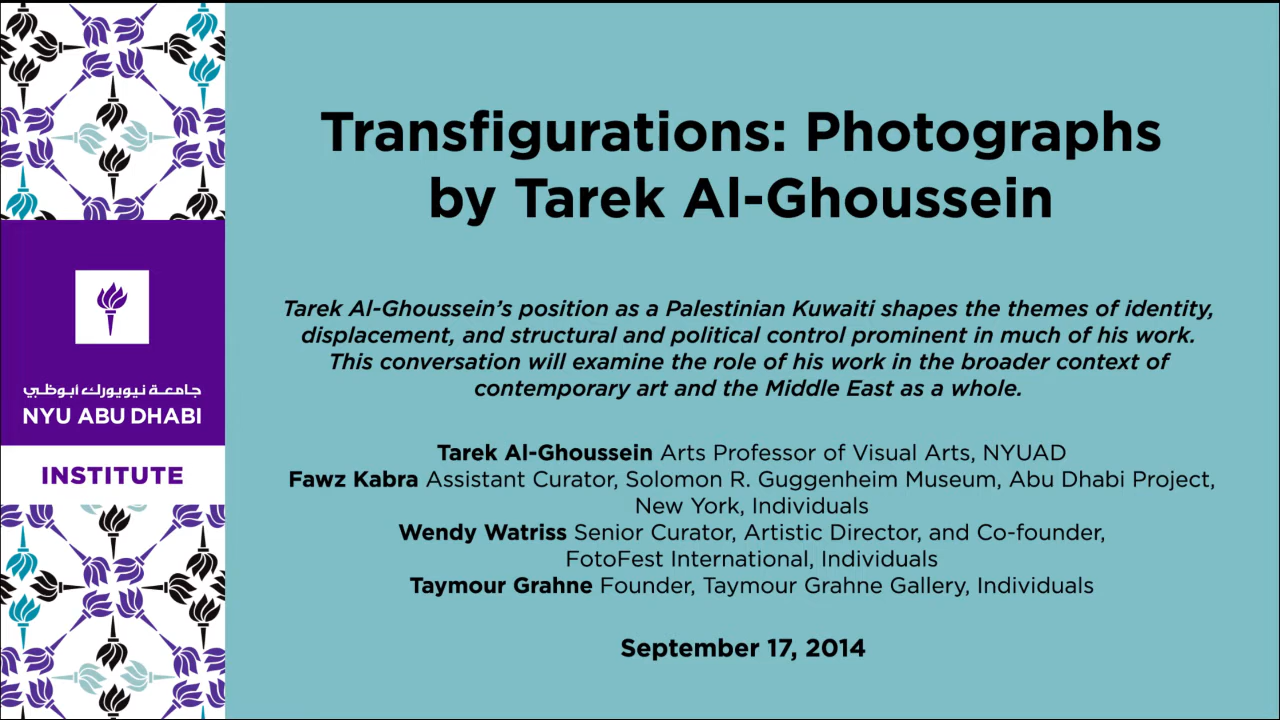 Transfigurations: Photographs
by Tarek Al-Ghoussein
Tarek Al-Ghoussein's position as a Palestinian Kuwaiti shapes the themes of identity,
displacement, and structural and political control prominent in much of his work.
This conversation will examine the role of his work in the broader context of
contemporary art and the Middle East as a whole.
Tarek Al-Ghoussein Arts Professor of Visual Arts, NYUAD
Fawz Kabra Assistant Curator, Solomon R. Guggenheim Museum, Abu Dhabi Project,
New York, Individuals
Wendy Watriss Senior Curator, Artistic Director, and Co-founder,
FotoFest International, Individuals
Taymour Grahne Founder, Taymour Grahne Gallery, Individuals
September 17, 2014
جامعة نيويورك أبوظبي
NYU ABU DHABI
INSTITUTE